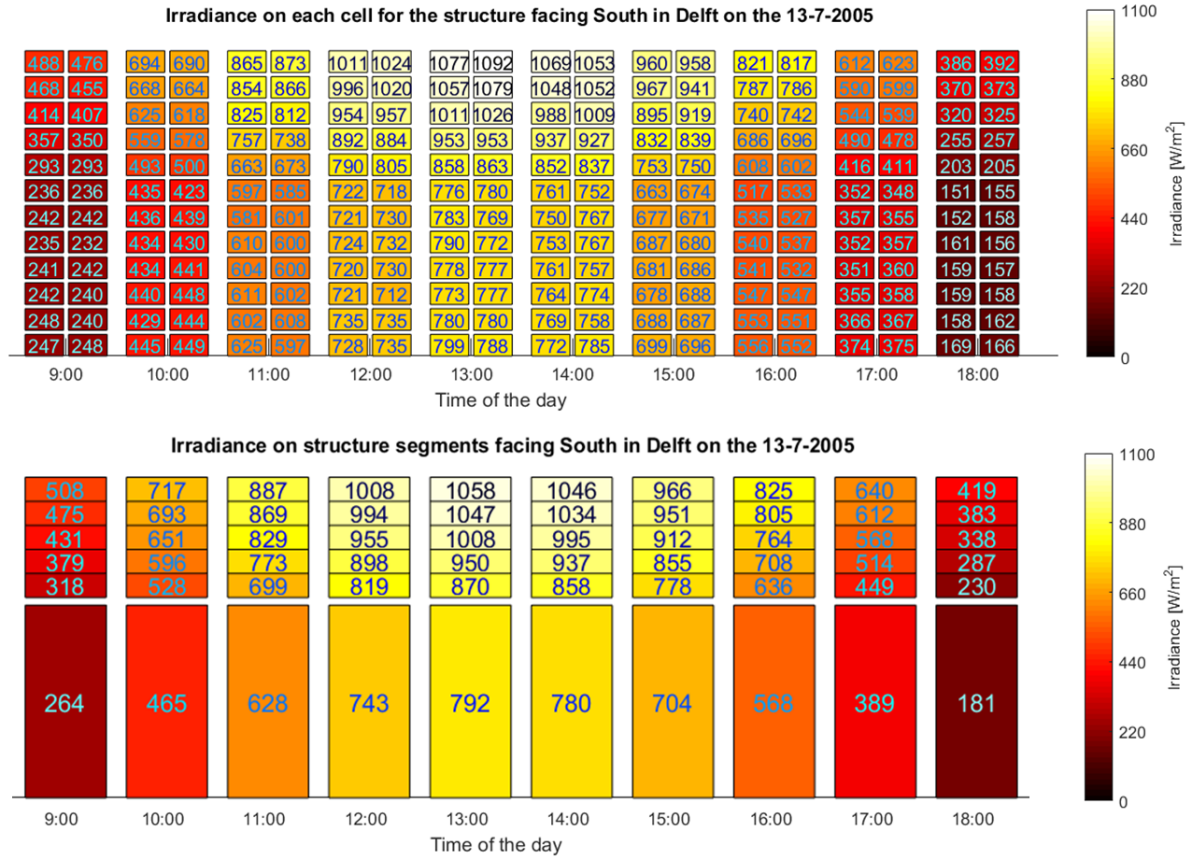 Irradiance on each cell for the structure facing South in Delft on the 13-7-2005
1100
488 476 694 690 865 873 1011 1024 1077 1092 1069 1053 960 958 821 817 612 623 386 392
468 455 668 664 854 866 996 1020 1057 1079 1048 1052 967 941 787 786 590 599 370 373
880
414 407 625 618 825 812 954 957 1011 1026 988 1009 895 919 740 742 544 539 320 325
357 350 559 578 757 738 892 884 953 953 937 927 832 839 686 696 490 478 255 257
660
293 293 493 500 663 673 790 805 858 863 852 837 753 750 608 602 416 411 203 205
236 236 435 423 597 585 722 718 776 780 761 752 663 674 517 533 352 348 151 155
440
242 242 436 439 581 601 721 730 783 769 750 767 677 671 535 527 357 355 152 158
235 232 434 430 610 600 724 732 790 772 753 767 687 680 540 537 352 357 161 156
241 242 434 441 604 600 720 730 778 777 761 757 681 686 541 532 351 360 159 157
220
242 240 440 448 611 602 721 712 773 777 764 774 678 688 547 547 355 358 159 158
248 240 429 444 602 608 735 735 780 780 769 758 688 687 553 551 366 367 158 162
247 248 445 449 625 597 728 735 799 788 772 785 699 696 556 552 374 375 169 166
0
Irradiance [W/m²]
9:00 10:00 11:00 12:00 13:00 14:00 15:00 16:00 17:00 18:00
Time of the day
Irradiance on structure segments facing South in Delft on the 13-7-2005
1100
508 717 887 1008 1058 1046 966 825 640 419
475 693 869 994 1047 1034 951 805 612 383
880
431 651 829 955 1008 995 912 764 568 338
379 596 773 898 950 937 855 708 514 287
318 528 699 819 870 858 778 636 449 230
660
440
264 465 628 743 792 780 704 568 389 181
220
0
Irradiance [W/m²]
9:00 10:00 11:00 12:00 13:00 14:00 15:00 16:00 17:00 18:00
Time of the day